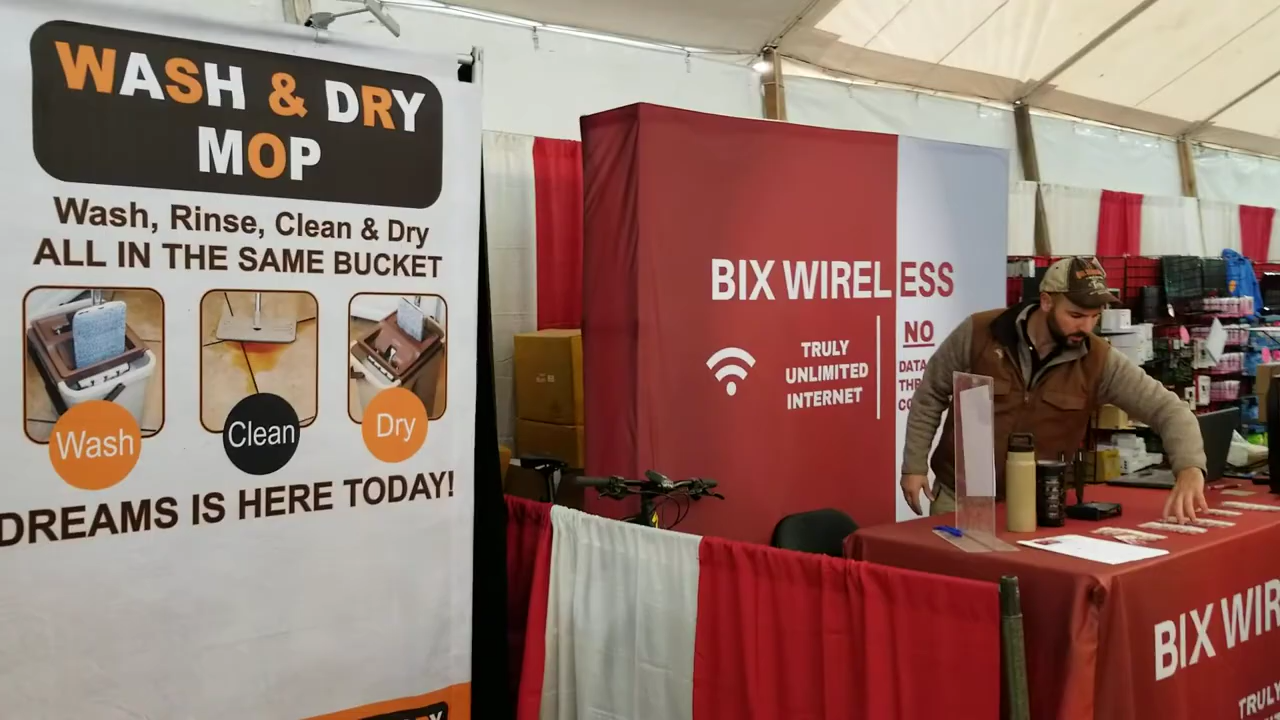 WASH & DRY
MOP
Wash, Rinse, Clean & Dry
ALL IN THE SAME BUCKET
Wash
Clean
Dry
DREAMS IS HERE TODAY!
BIX WIRELESS
TRULY
UNLIMITED
INTERNET
NO
DATA
BIX WIR
TRULY